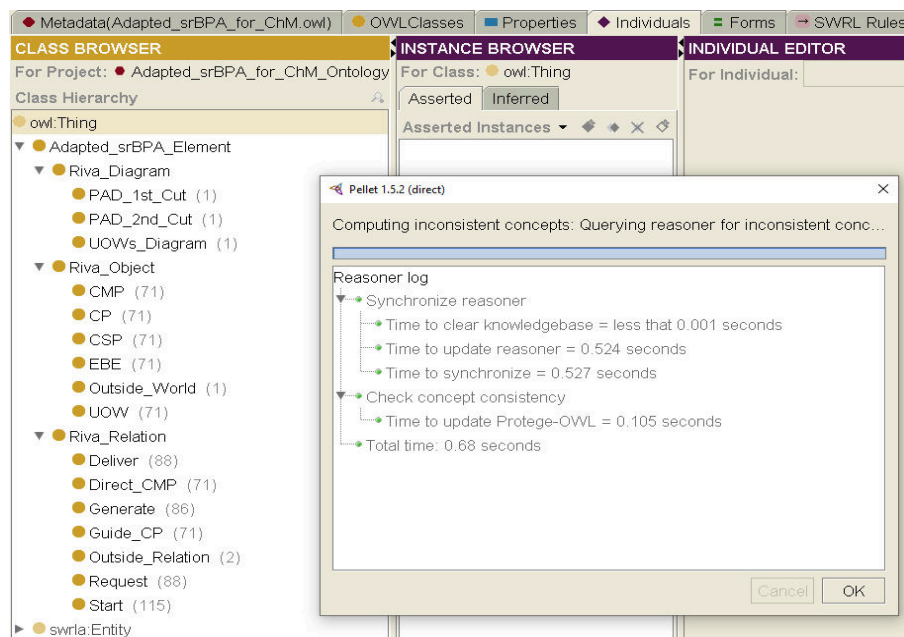 Metadata(Adapted_srBPA_for_ChM.owl) OWLClasses Properties Individuals Forms SWRL Rules
CLASS BROWSER
For Project: Adapted_srBPA_for_ChM_Ontology
Class Hierarchy
owl:Thing
Adapted_srBPA_Element
Riva_Diagram
PAD_1st_Cut (1)
PAD_2nd_Cut (1)
UOWs_Diagram (1)
Riva_Object
CMP (71)
CP (71)
CSP (71)
EBE (71)
Outside_World (1)
UOW (71)
Riva_Relation
Deliver (88)
Direct_CMP (71)
Generate (86)
Guide_CP (71)
Outside_Relation (2)
Request (88)
Start (115)
swrla:Entity
INSTANCE BROWSER
For Class: owl:Thing
Asserted Inferred
Asserted Instances
INDIVIDUAL EDITOR
For Individual:
Pellet 1.5.2 (direct)
Computing inconsistent concepts: Querying reasoner for inconsistent conc...
Reasoner log
Synchronize reasoner
Time to clear knowledgebase = less that 0.001 seconds
Time to update reasoner = 0.524 seconds
Time to synchronize = 0.527 seconds
Check concept consistency
Time to update Protege-OWL = 0.105 seconds
Total time: 0.68 seconds
Cancel OK